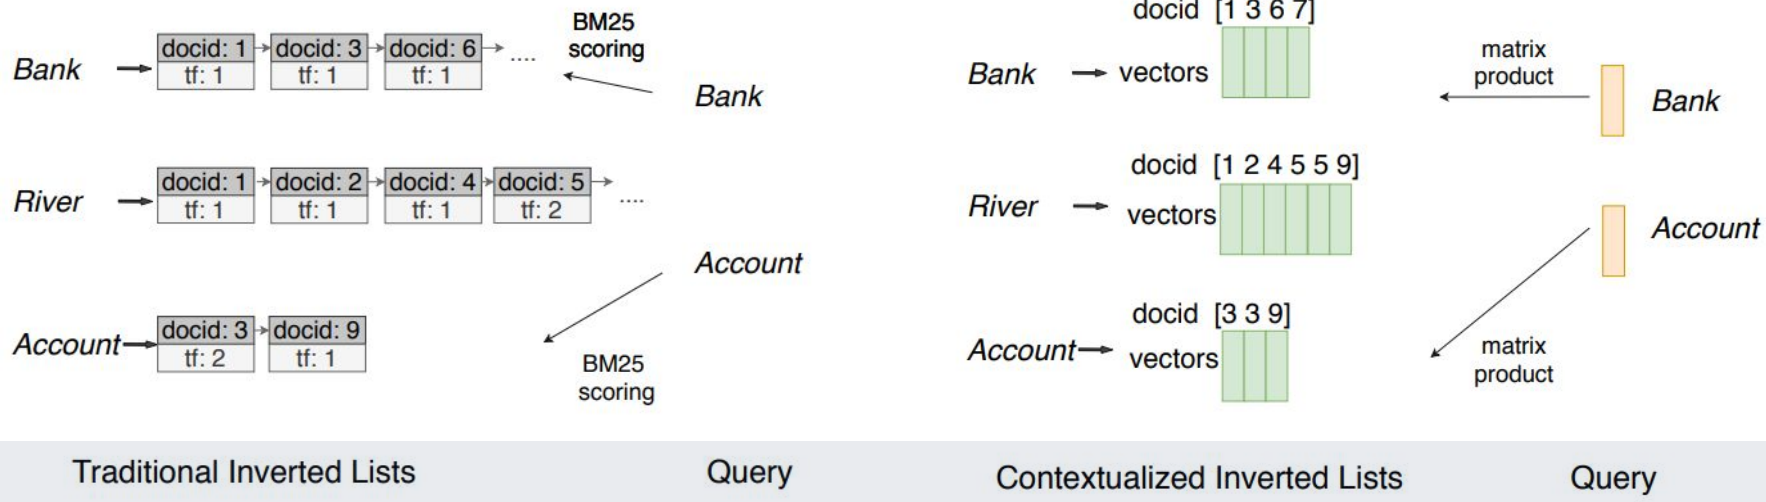 docid: 1 docid: 3 docid: 6
Bank tf: 1 tf: 1 tf: 1 ....
BM25
scoring
Bank
docid: 1 docid: 2 docid: 4 docid: 5
River tf: 1 tf: 1 tf: 1 tf: 2 ....
Account
docid: 3 docid: 9
Account tf: 2 tf: 1
BM25
scoring
Traditional Inverted Lists Query
docid [1 3 6 7]
Bank vectors
matrix
product
Bank
docid [1 2 4 5 5 9]
River vectors
Account
docid [3 3 9]
Account vectors
matrix
product
Contextualized Inverted Lists Query